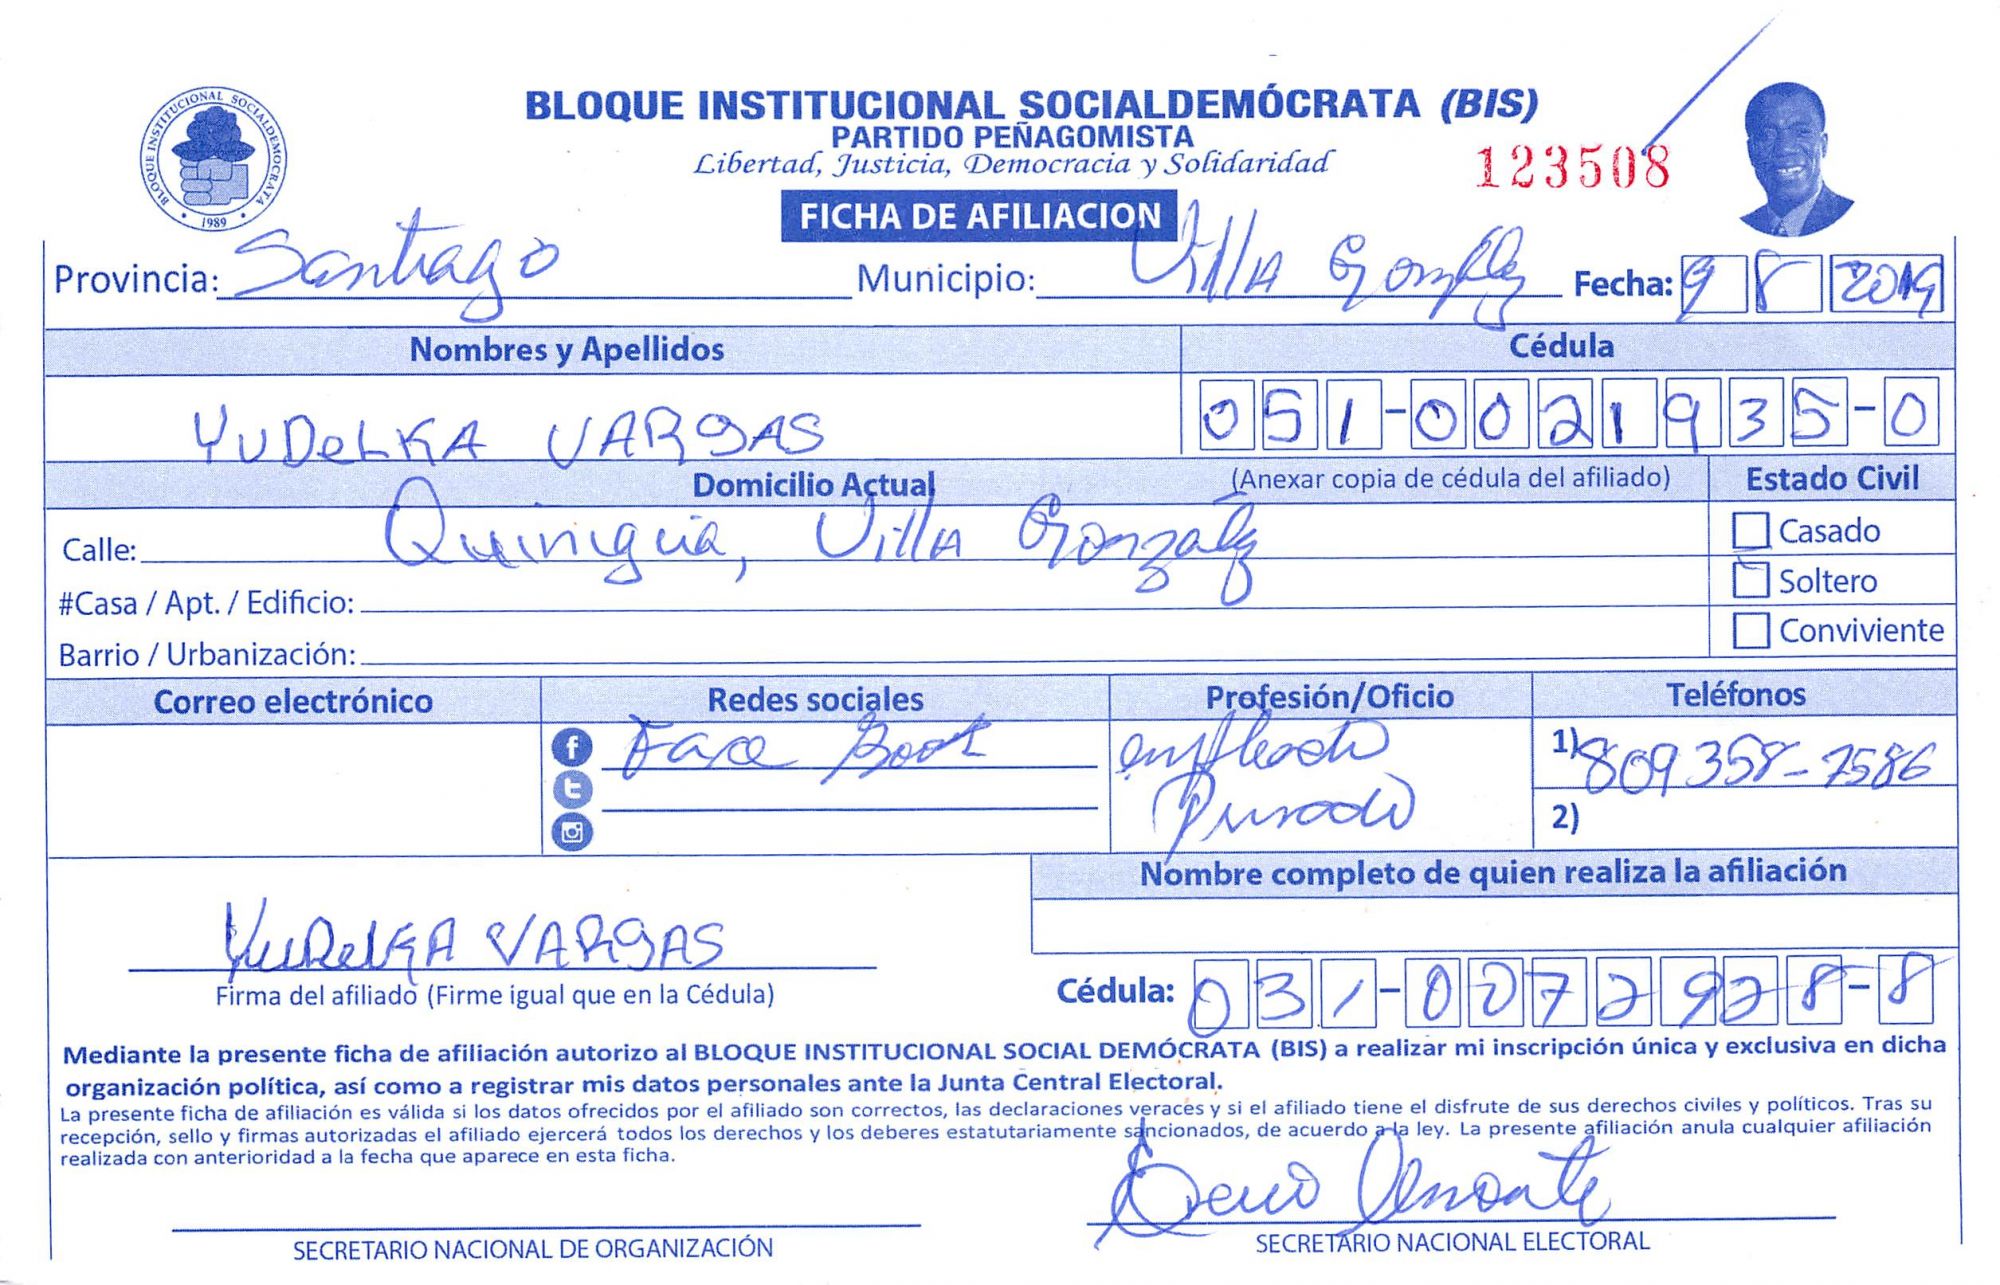 BLOQUE INSTITUCIONAL SOCIALDEMOCRATA
1989
BLOQUE INSTITUCIONAL SOCIALDEMÓCRATA (BIS)
PARTIDO PEÑAGOMISTA
Libertad, Justicia, Democracia y Solidaridad
123508
FICHA DE AFILIACION
Provincia: Santiago Municipio: Villa González Fecha: 9 8 2019
Nombres y Apellidos Cédula
YUDELKA VARGAS 051-0021935-0
Domicilio Actual (Anexar copia de cédula del afiliado) Estado Civil
Calle: Quinigua, Villa González Casado
#Casa / Apt. / Edificio: Soltero
Barrio / Urbanización: Conviviente
Correo electrónico Redes sociales Profesión/Oficio Teléfonos
Face Book empleado 1) 809 358-7586
Privado 2)
Nombre completo de quien realiza la afiliación
YUDELKA VARGAS
Firma del afiliado (Firme igual que en la Cédula) Cédula: 031-0072928-8
Mediante la presente ficha de afiliación autorizo al BLOQUE INSTITUCIONAL SOCIAL DEMÓCRATA (BIS) a realizar mi inscripción única y exclusiva en dicha
organización política, así como a registrar mis datos personales ante la Junta Central Electoral.
La presente ficha de afiliación es válida si los datos ofrecidos por el afiliado son correctos, las declaraciones veraces y si el afiliado tiene el disfrute de sus derechos civiles y políticos. Tras su
recepción, sello y firmas autorizadas el afiliado ejercerá todos los derechos y los deberes estatutariamente sancionados, de acuerdo a la ley. La presente afiliación anula cualquier afiliación
realizada con anterioridad a la fecha que aparece en esta ficha.
SECRETARIO NACIONAL DE ORGANIZACIÓN SECRETARIO NACIONAL ELECTORAL